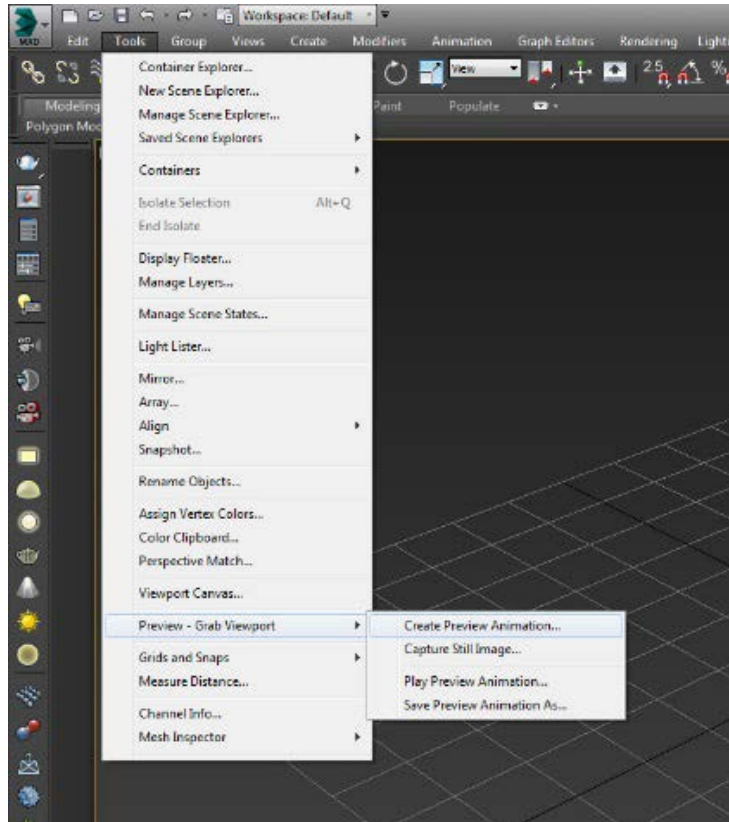 Workspace: Default
MAD
Edit Tools Group Views Create Modifiers Animation Graph Editors Rendering
View
2.5 %
Modeling Paint Populate
Container Explorer...
New Scene Explorer...
Manage Scene Explorer...
Saved Scene Explorers
Containers
Isolate Selection Alt+Q
End Isolate
Display Floater...
Manage Layers...
Manage Scene States...
Light Lister...
Mirror...
Array...
Align
Snapshot...
Rename Objects...
Assign Vertex Colors...
Color Clipboard...
Perspective Match...
Viewport Canvas...
Preview - Grab Viewport
Create Preview Animation...
Capture Still Image...
Play Preview Animation...
Save Preview Animation As...
Grids and Snaps
Measure Distance...
Channel Info...
Mesh Inspector